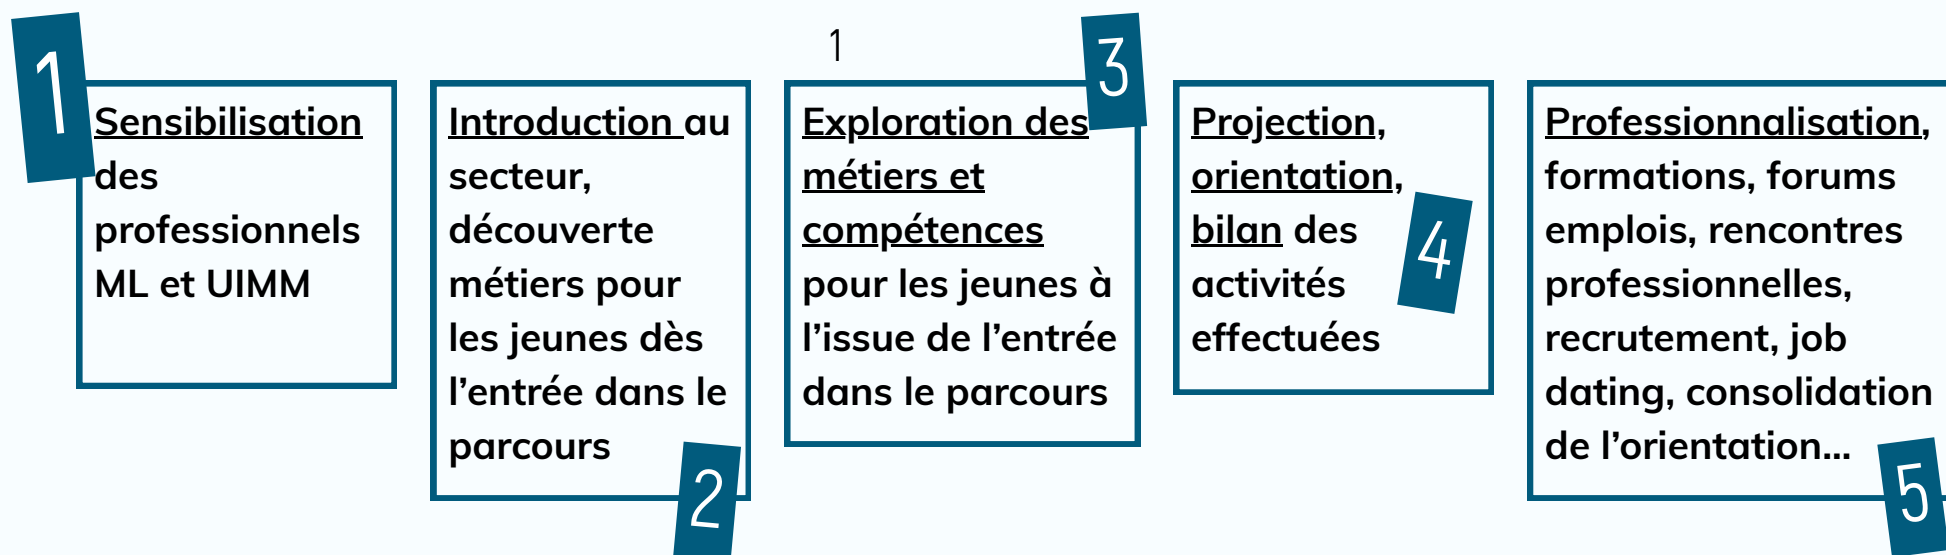 1
Sensibilisation
des
professionnels
ML et UIMM
2
Introduction au
secteur,
découverte
métiers pour
les jeunes dès
l'entrée dans le
parcours
1
3
Exploration des
métiers et
compétences
pour les jeunes à
l'issue de l'entrée
dans le parcours
4
Projection,
orientation,
bilan des
activités
effectuées
5
Professionnalisation,
formations, forums
emplois, rencontres
professionnelles,
recrutement, job
dating, consolidation
de l'orientation...